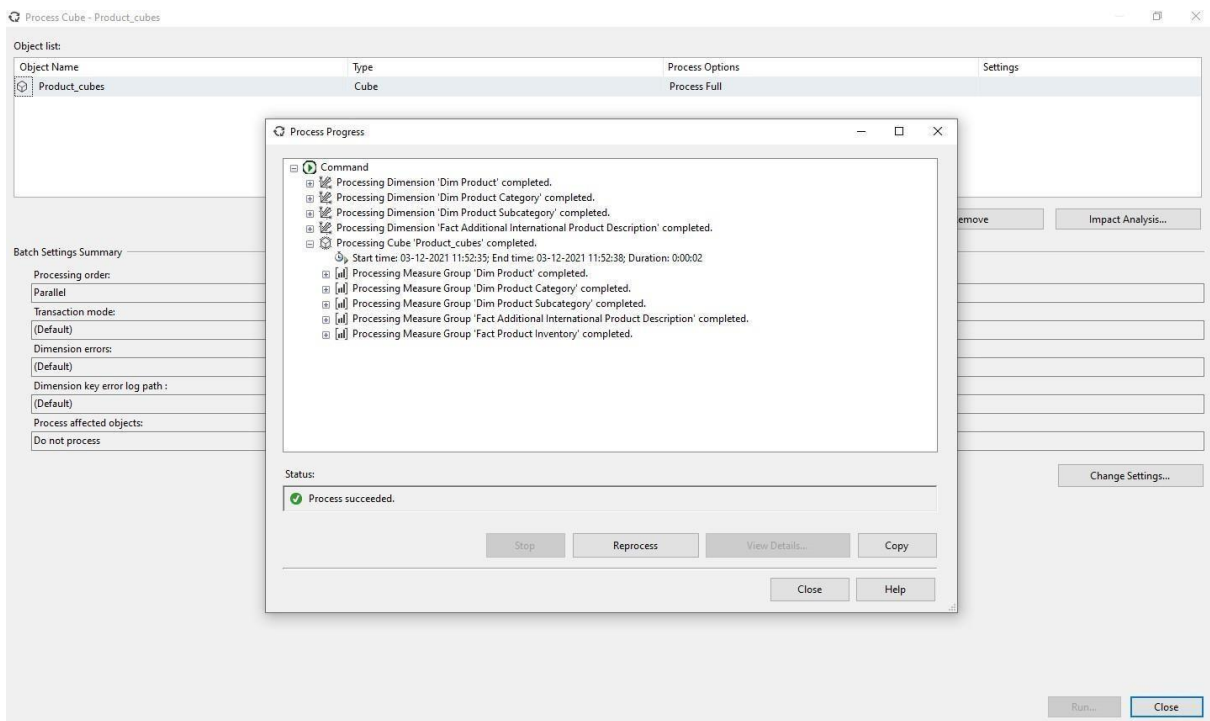 Process Cube - Product_cubes
Object list:
Object Name Type Process Options Settings
Product_cubes Cube Process Full
Process Progress
Command
Processing Dimension 'Dim Product' completed.
Processing Dimension 'Dim Product Category' completed.
Processing Dimension 'Dim Product Subcategory' completed.
Processing Dimension 'Fact Additional International Product Description' completed.
Processing Cube 'Product_cubes' completed.
Start time: 03-12-2021 11:52:35; End time: 03-12-2021 11:52:38; Duration: 0:00:02
Processing Measure Group 'Dim Product' completed.
Processing Measure Group 'Dim Product Category' completed.
Processing Measure Group 'Dim Product Subcategory' completed.
Processing Measure Group 'Fact Additional International Product Description' completed.
Processing Measure Group 'Fact Product Inventory' completed.
Status:
Process succeeded.
Stop Reprocess View Details... Copy
Close Help
emove Impact Analysis...
Batch Settings Summary
Processing order:
Parallel
Transaction mode:
(Default)
Dimension errors:
(Default)
Dimension key error log path :
(Default)
Process affected objects:
Do not process
Change Settings...
Run... Close